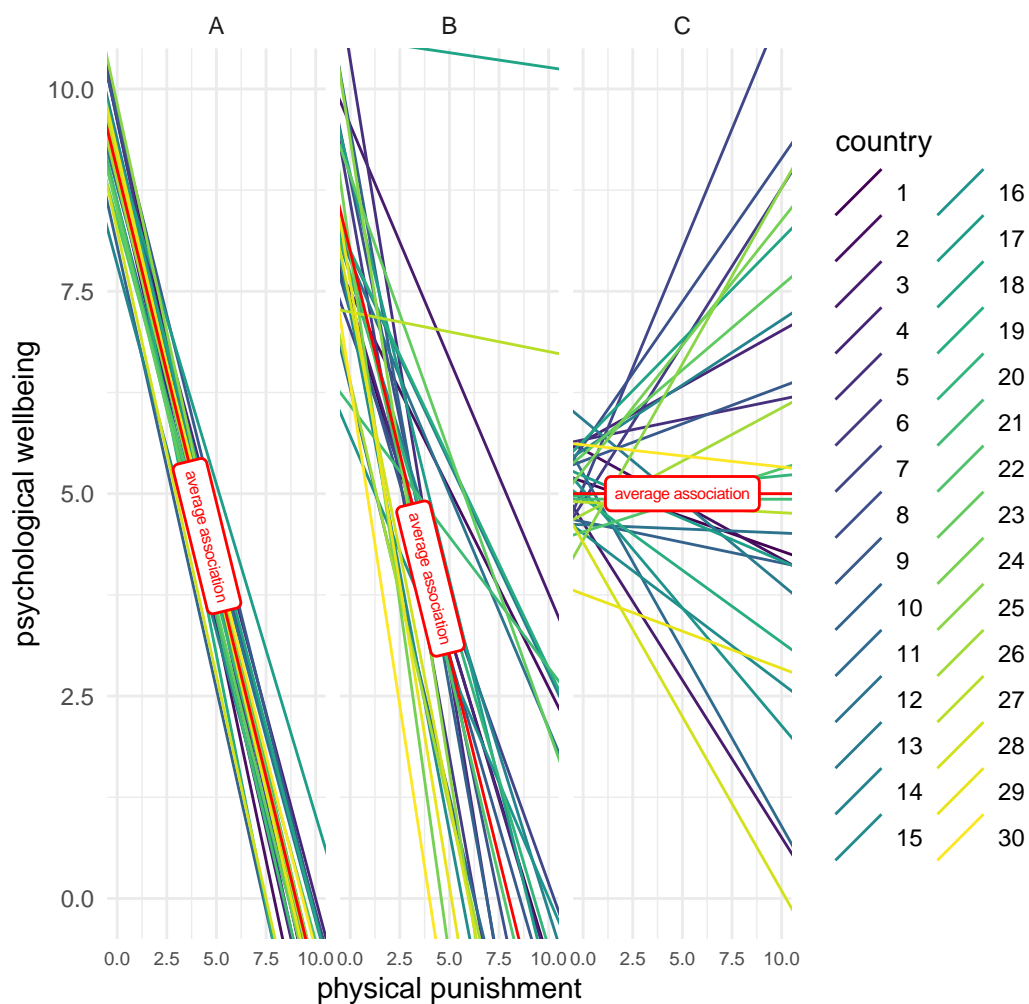 A B C
psychological wellbeing
10.0
7.5
5.0
2.5
0.0
average association
average association
average association
0.0 2.5 5.0 7.5 10.0 0.0 2.5 5.0 7.5 10.0 0.0 2.5 5.0 7.5 10.0
physical punishment
country
1 16
2 17
3 18
4 19
5 20
6 21
7 22
8 23
9 24
10 25
11 26
12 27
13 28
14 29
15 30